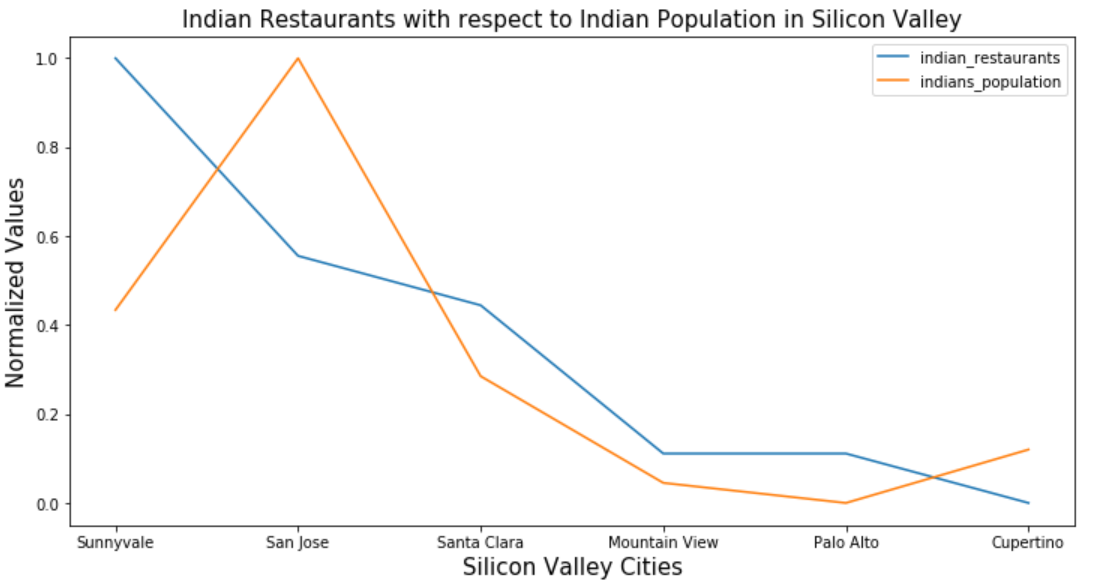 Indian Restaurants with respect to Indian Population in Silicon Valley
indian_restaurants
indians_population
Normalized Values
1.0
0.8
0.6
0.4
0.2
0.0
Sunnyvale San Jose Santa Clara Mountain View Palo Alto Cupertino
Silicon Valley Cities